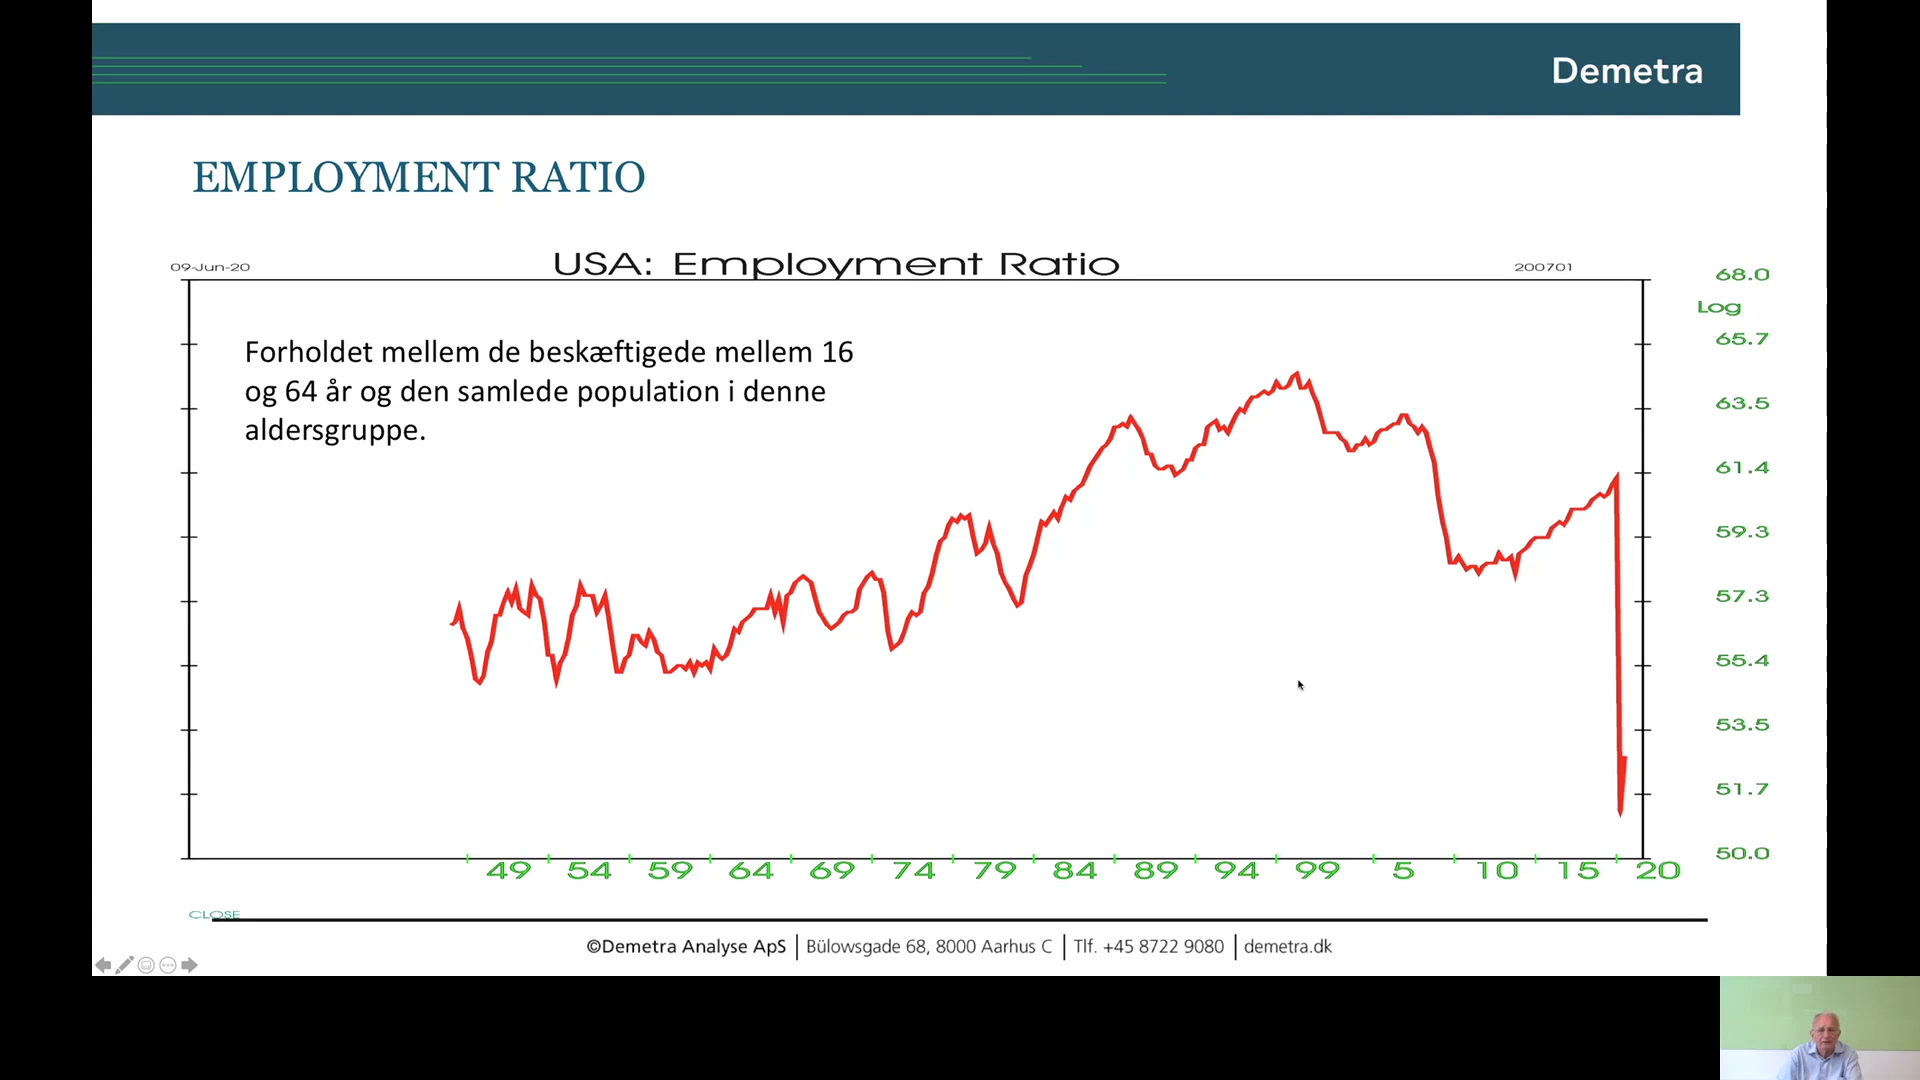 Demetra
EMPLOYMENT RATIO
09-Jun-20
USA: Employment Ratio
200701
68.0
Log
65.7
63.5
61.4
59.3
57.3
55.4
53.5
51.7
50.0
Forholdet mellem de beskæftigede mellem 16
og 64 år og den samlede population i denne
aldersgruppe.
49 54 59 64 69 74 79 84 89 94 99 5 10 15 20
CLOSE
©Demetra Analyse ApS | Bülowsgade 68, 8000 Aarhus C | Tlf. +45 8722 9080 | demetra.dk